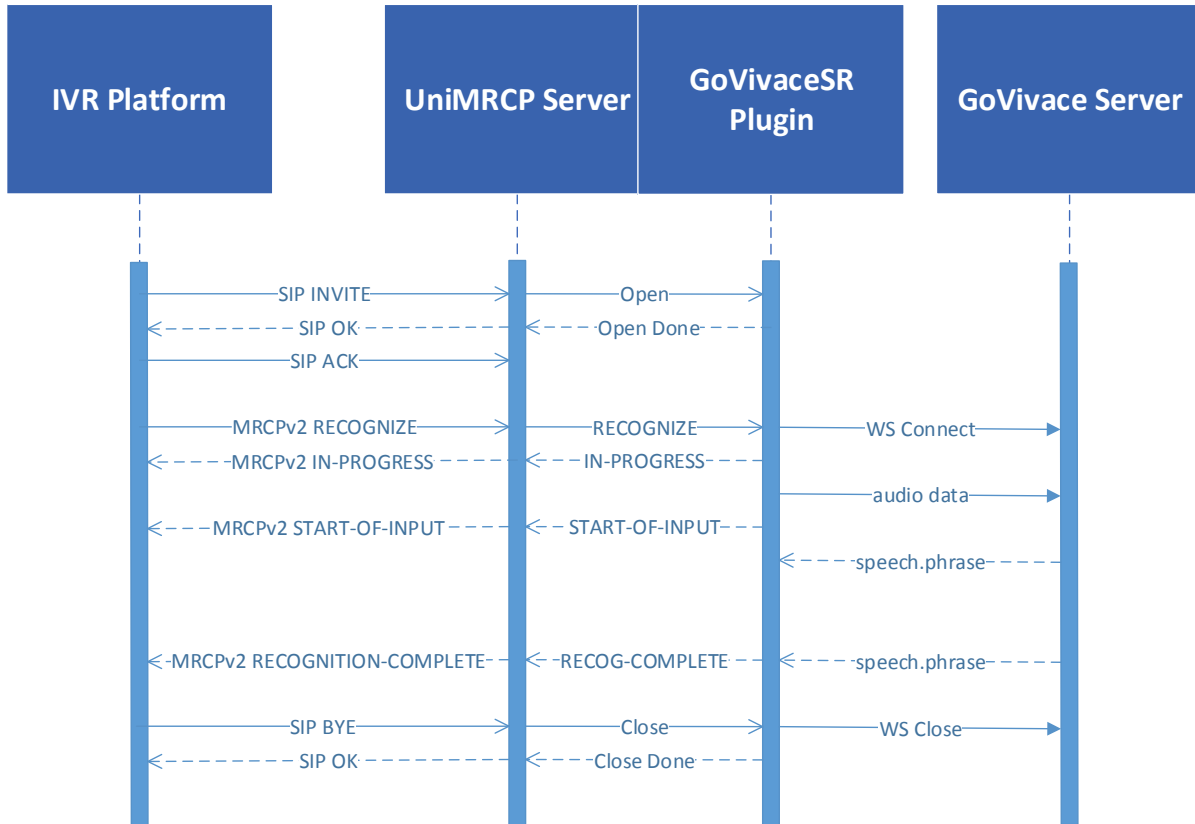 IVR Platform
UniMRCP Server
GoVivaceSR
Plugin
GoVivace Server
SIP INVITE
Open
SIP OK
Open Done
SIP ACK
MRCPv2 RECOGNIZE
RECOGNIZE
WS Connect
MRCPv2 IN-PROGRESS
IN-PROGRESS
audio data
MRCPv2 START-OF-INPUT
START-OF-INPUT
speech.phrase
MRCPv2 RECOGNITION-COMPLETE
RECOG-COMPLETE
speech.phrase
SIP BYE
Close
WS Close
SIP OK
Close Done